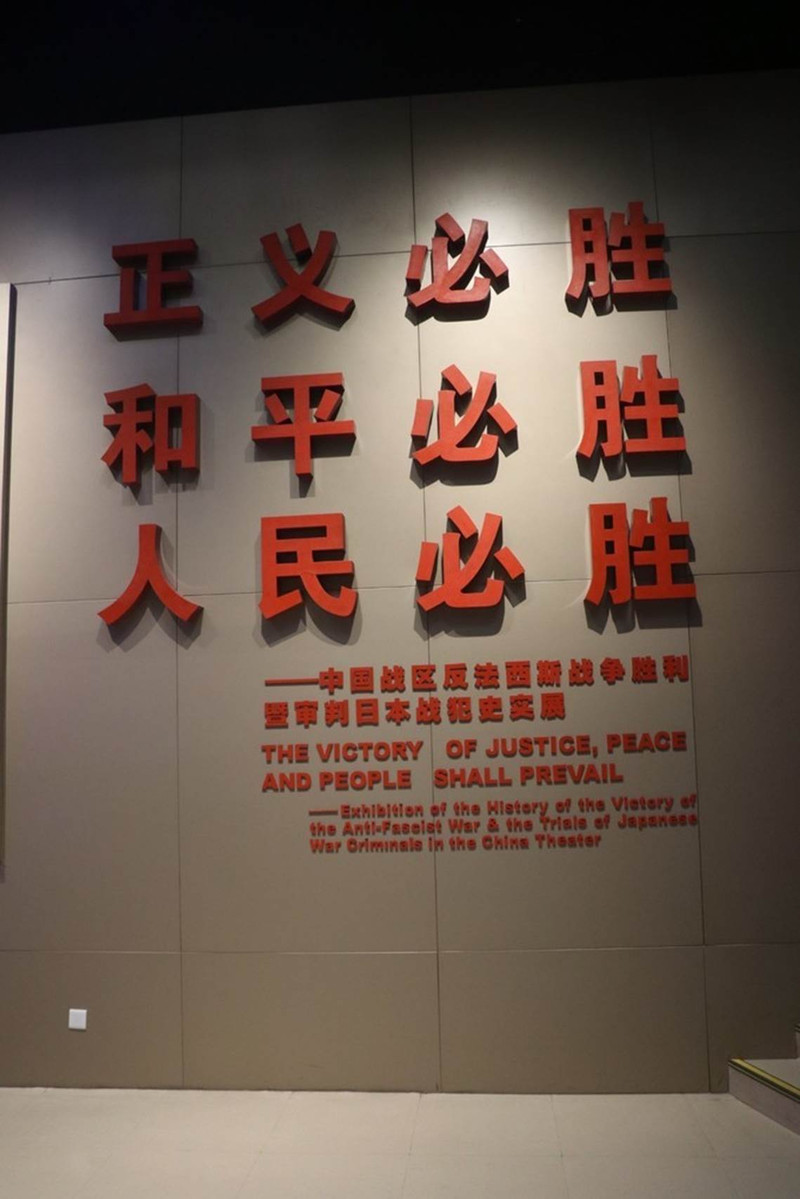 正义必胜
和平必胜
人民必胜
——中国战区反法西斯战争胜利
暨审判日本战犯史实展
THE VICTORY OF JUSTICE, PEACE
AND PEOPLE SHALL PREVAIL
——Exhibition of the History of the Victory of
the Anti-Fascist War & the Trials of Japanese
War Criminals in the China Theater